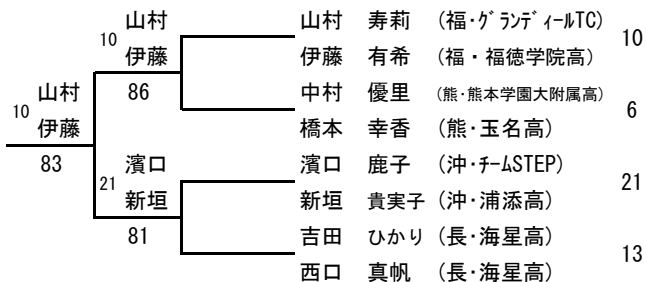 山村 寿莉 (福・グランディールTC) 10
伊藤 有希 (福・福徳学院高)
中村 優里 (熊・熊本学園大附属高) 6
橋本 幸香 (熊・玉名高)
濱口 鹿子 (沖・チームSTEP) 21
新垣 貴実子 (沖・浦添高)
吉田 ひかり (長・海星高) 13
西口 真帆 (長・海星高)
10 山村
伊藤
86
21 濱口
新垣
81
10 山村
伊藤
83